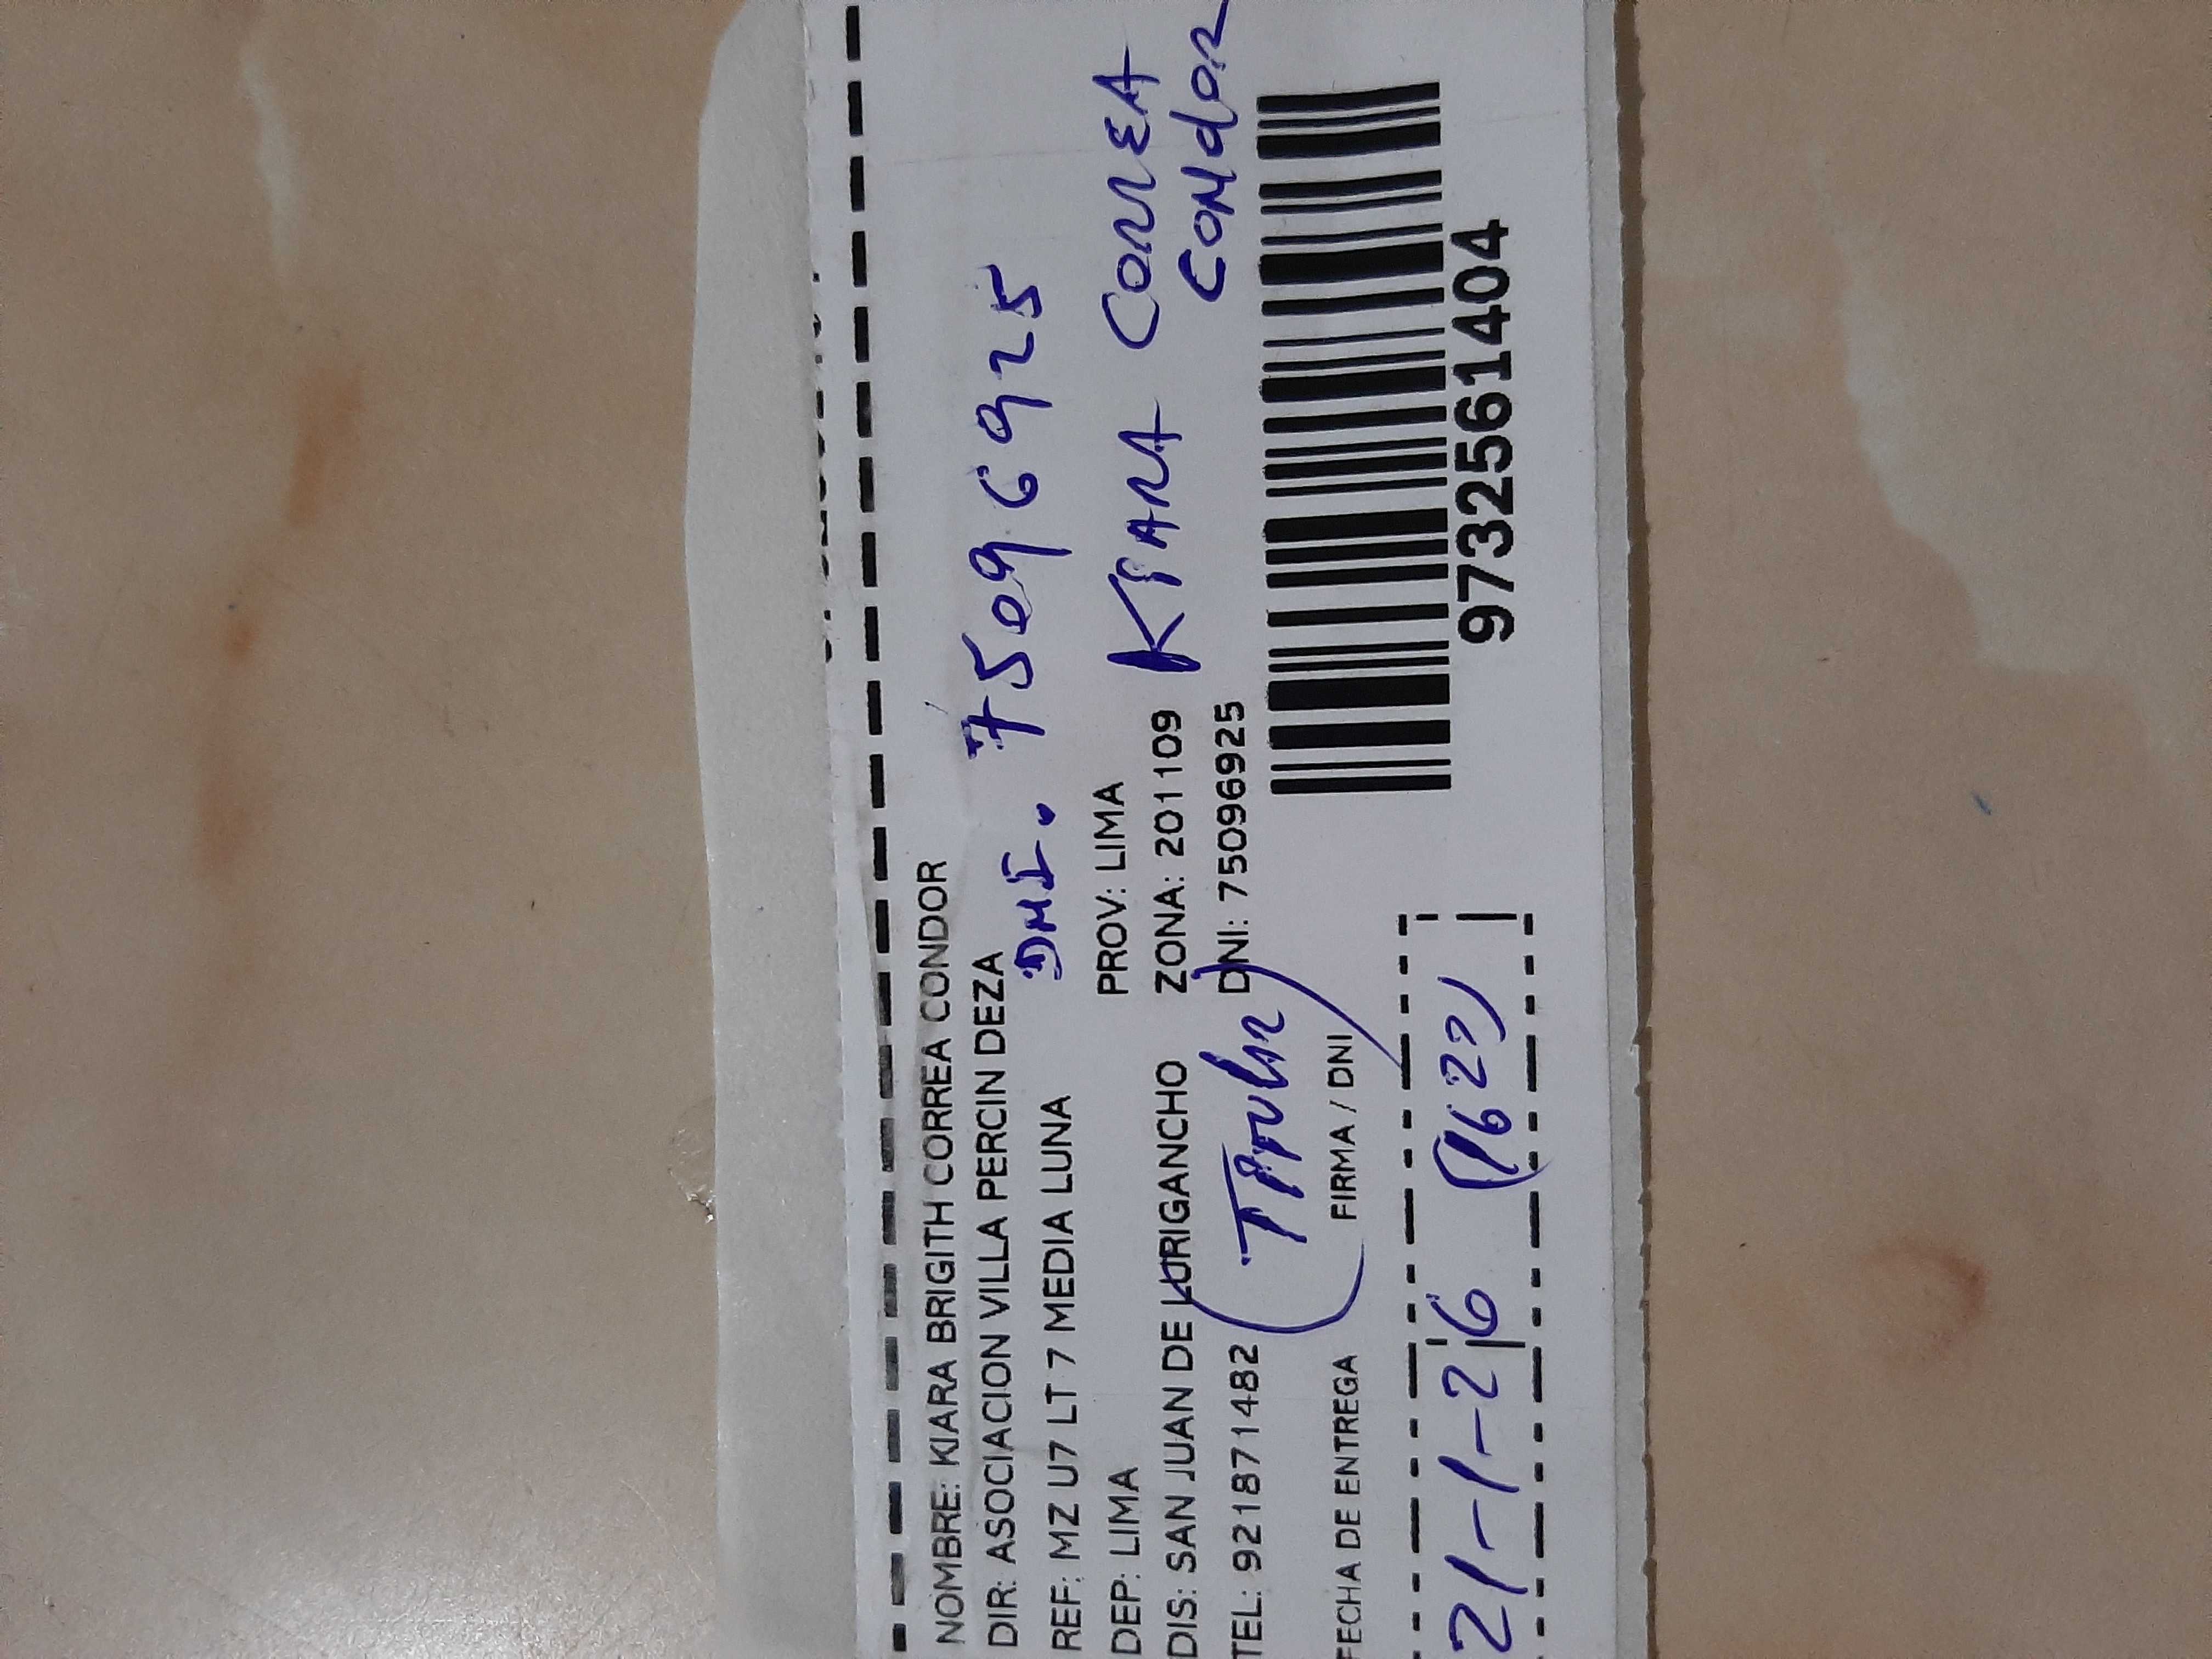 NOMBRE: KIARA BRIGITH CORREA CONDOR
DIR: ASOCIACION VILLA PERCIN DEZA
DNI. 75096925
REF: MZ U7 LT 7 MEDIA LUNA
DEP: LIMA PROV: LIMA
KIARA CORREA
CONDOR
DIS: SAN JUAN DE LURIGANCHO ZONA: 201109
TEL: 921871482 DNI: 75096925
Titular
FECHA DE ENTREGA FIRMA / DNI
21-1-26
9732561404